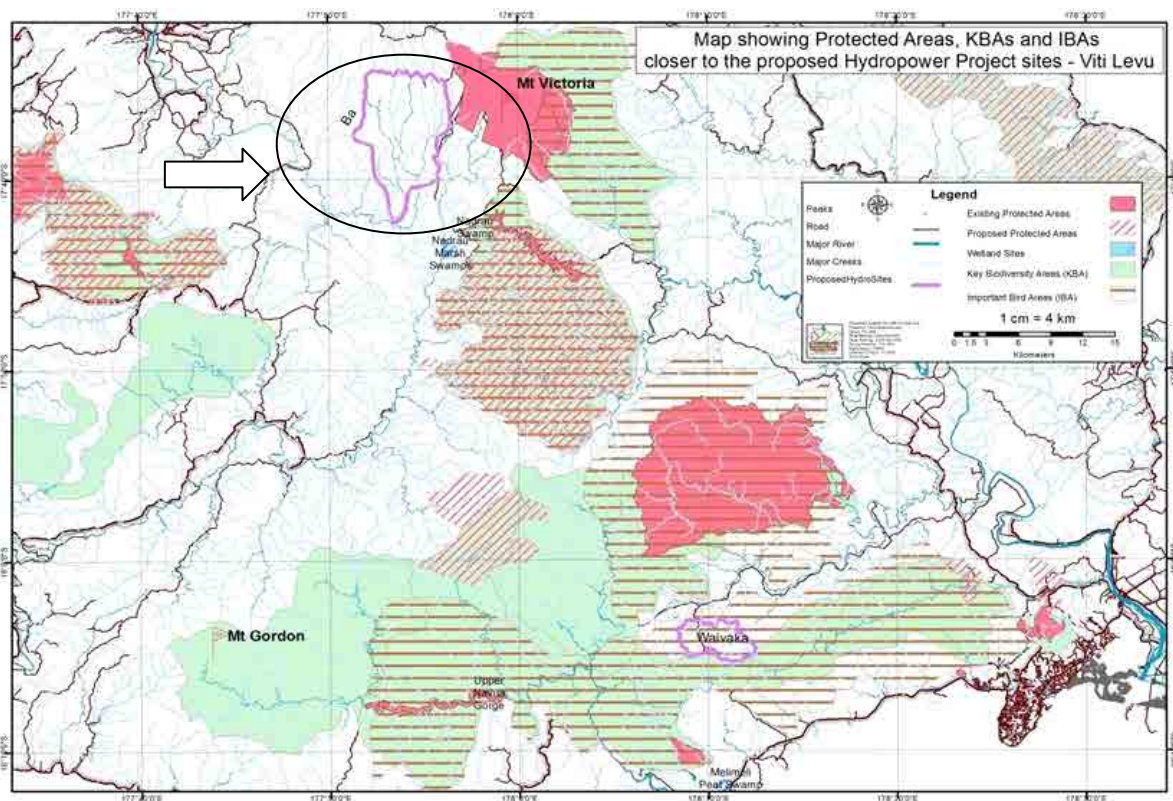 Map showing Protected Areas, KBAs and IBAs
closer to the proposed Hydropower Project sites - Viti Levu
Mt Victoria
Ba
Legend
Peaks
Road
Major River
Major Creeks
ProposedHydroSites
Existing Protected Areas
Proposed Protected Areas
Wetland Sites
Key Biodiversity Areas (KBA)
Important Bird Areas (IBA)
1 cm = 4 km
Kilometers
Nadrau
Swamp
Nadrau
Marsh
Swamps
Mt Gordon
Waivaka
Upper
Navua
Gorge
Melimeli
Peat Swamp